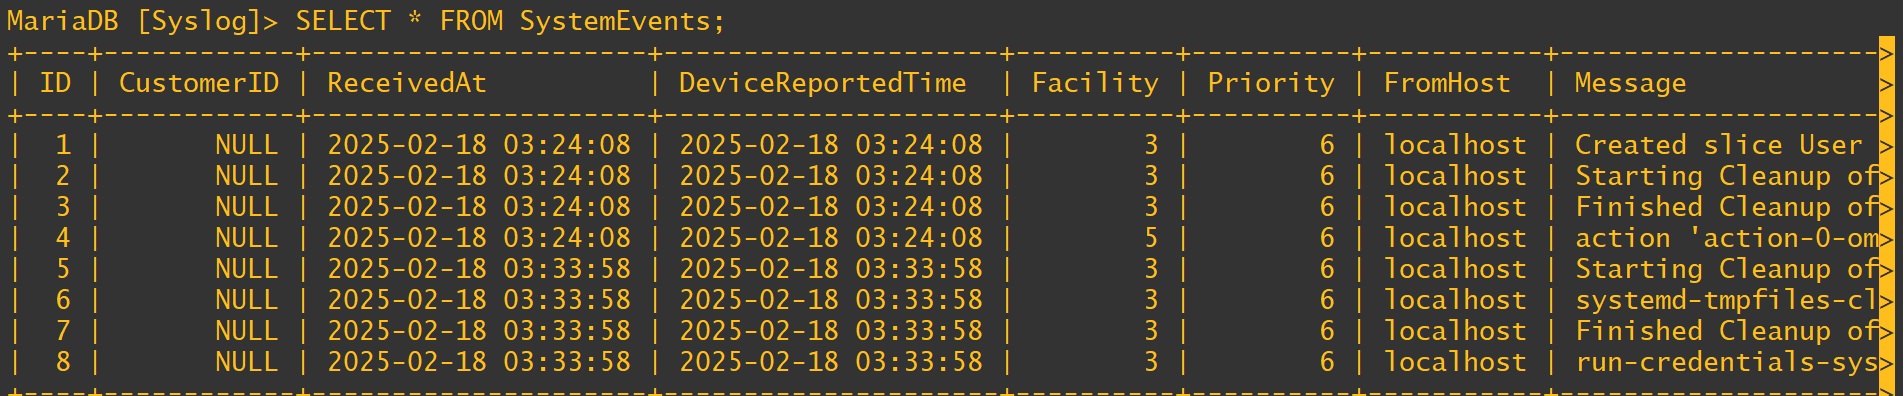 MariaDB [Syslog]> SELECT * FROM SystemEvents;
+----+------------+---------------------+---------------------+----------+----------+-----------+-------------------->
| ID | CustomerID | ReceivedAt          | DeviceReportedTime  | Facility | Priority | FromHost  | Message            >
+----+------------+---------------------+---------------------+----------+----------+-----------+-------------------->
|  1 |       NULL | 2025-02-18 03:24:08 | 2025-02-18 03:24:08 |        3 |        6 | localhost | Created slice User >
|  2 |       NULL | 2025-02-18 03:24:08 | 2025-02-18 03:24:08 |        3 |        6 | localhost | Starting Cleanup of>
|  3 |       NULL | 2025-02-18 03:24:08 | 2025-02-18 03:24:08 |        3 |        6 | localhost | Finished Cleanup of>
|  4 |       NULL | 2025-02-18 03:24:08 | 2025-02-18 03:24:08 |        5 |        6 | localhost | action 'action-0-om>
|  5 |       NULL | 2025-02-18 03:33:58 | 2025-02-18 03:33:58 |        3 |        6 | localhost | Starting Cleanup of>
|  6 |       NULL | 2025-02-18 03:33:58 | 2025-02-18 03:33:58 |        3 |        6 | localhost | systemd-tmpfiles-cl>
|  7 |       NULL | 2025-02-18 03:33:58 | 2025-02-18 03:33:58 |        3 |        6 | localhost | Finished Cleanup of>
|  8 |       NULL | 2025-02-18 03:33:58 | 2025-02-18 03:33:58 |        3 |        6 | localhost | run-credentials-sys>
+----+------------+---------------------+---------------------+----------+----------+-----------+-------------------->